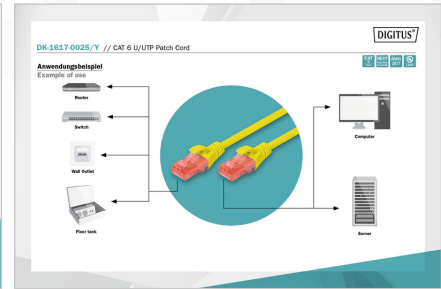 DIGITUS®
DK-1617-0025/Y // CAT 6 U/UTP Patch Cord
Anwendungsbeispiel
Example of use
Router
Switch
Wall Outlet
Floor tank
Computer
Server